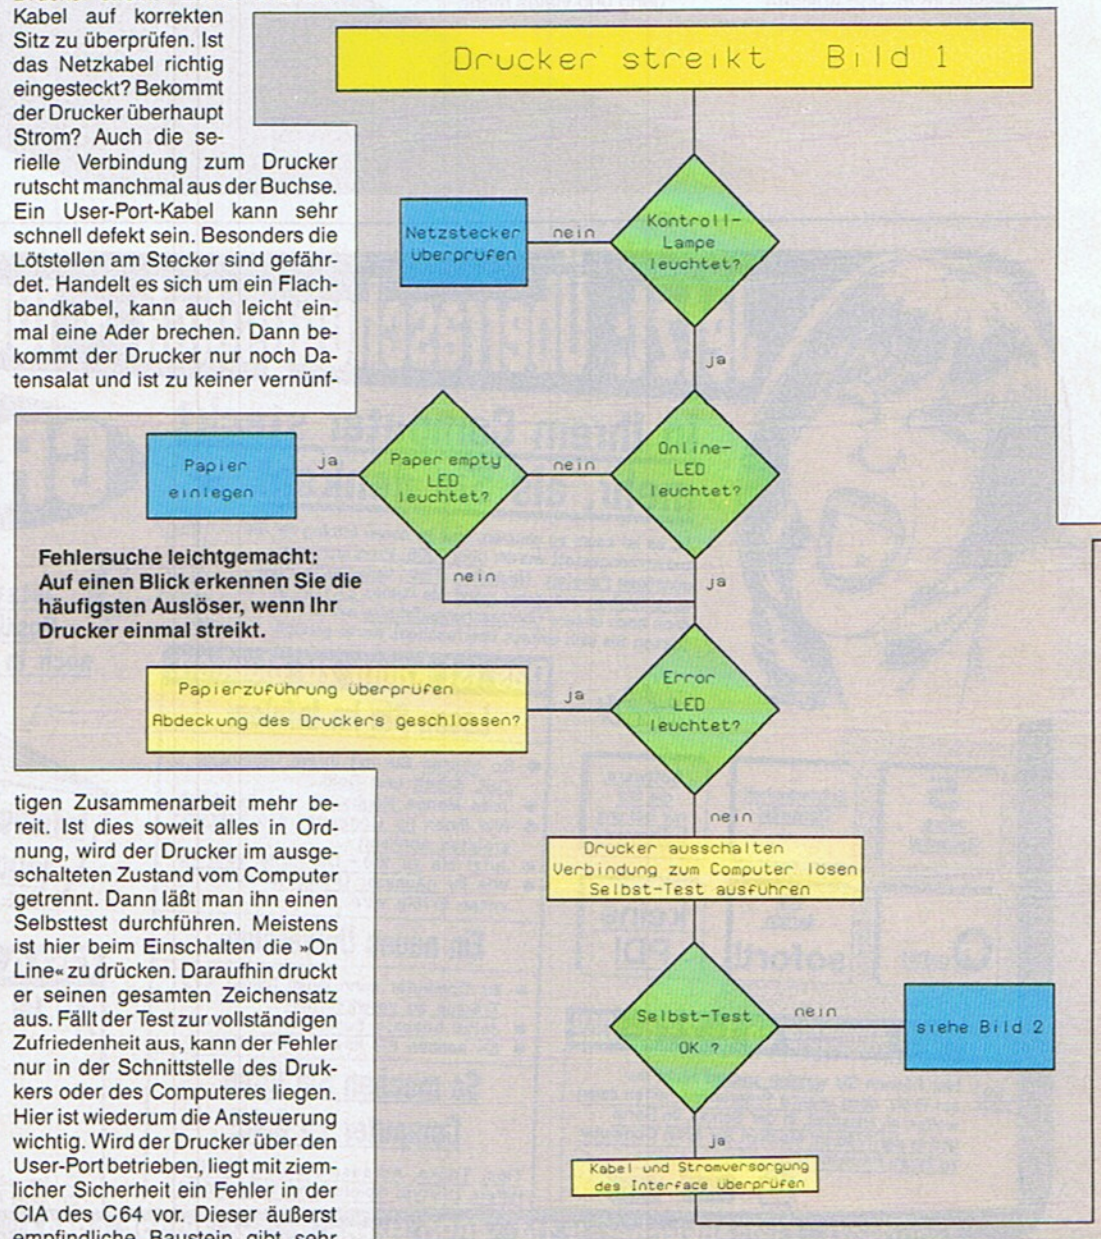 Kabel auf korrekten
Sitz zu überprüfen. Ist
das Netzkabel richtig
eingesteckt? Bekommt
der Drucker überhaupt
Strom? Auch die se-
rielle Verbindung zum Drucker
rutscht manchmal aus der Buchse.
Ein User-Port-Kabel kann sehr
schnell defekt sein. Besonders die
Lötstellen am Stecker sind gefähr-
det. Handelt es sich um ein Flach-
bandkabel, kann auch leicht ein-
mal eine Ader brechen. Dann be-
kommt der Drucker nur noch Da-
tensalat und ist zu keiner vernünf-
Drucker streikt Bild 1
Kontroll-
Lampe
leuchtet?
nein
Netzstecker
überprüfen
ja
Online-
LED
leuchtet?
nein
Paper empty
LED
leuchtet?
ja
Papier
einlegen
nein
ja
Fehlersuche leichtgemacht:
Auf einen Blick erkennen Sie die
häufigsten Auslöser, wenn Ihr
Drucker einmal streikt.
Error
LED
leuchtet?
ja
Papierzuführung überprüfen
Abdeckung des Druckers geschlossen?
nein
Drucker ausschalten
Verbindung zum Computer lösen
Selbst-Test ausführen
Selbst-Test
OK ?
nein
siehe Bild 2
ja
Kabel und Stromversorgung
des Interface überprüfen
tigen Zusammenarbeit mehr be-
reit. Ist dies soweit alles in Ord-
nung, wird der Drucker im ausge-
schalteten Zustand vom Computer
getrennt. Dann läßt man ihn einen
Selbsttest durchführen. Meistens
ist hier beim Einschalten die »On
Line« zu drücken. Daraufhin druckt
er seinen gesamten Zeichensatz
aus. Fällt der Test zur vollständigen
Zufriedenheit aus, kann der Fehler
nur in der Schnittstelle des Druk-
kers oder des Computeres liegen.
Hier ist wiederum die Ansteuerung
wichtig. Wird der Drucker über den
User-Port betrieben, liegt mit ziem-
licher Sicherheit ein Fehler in der
CIA des C64 vor. Dieser äußerst
empfindliche Baustein gibt sehr